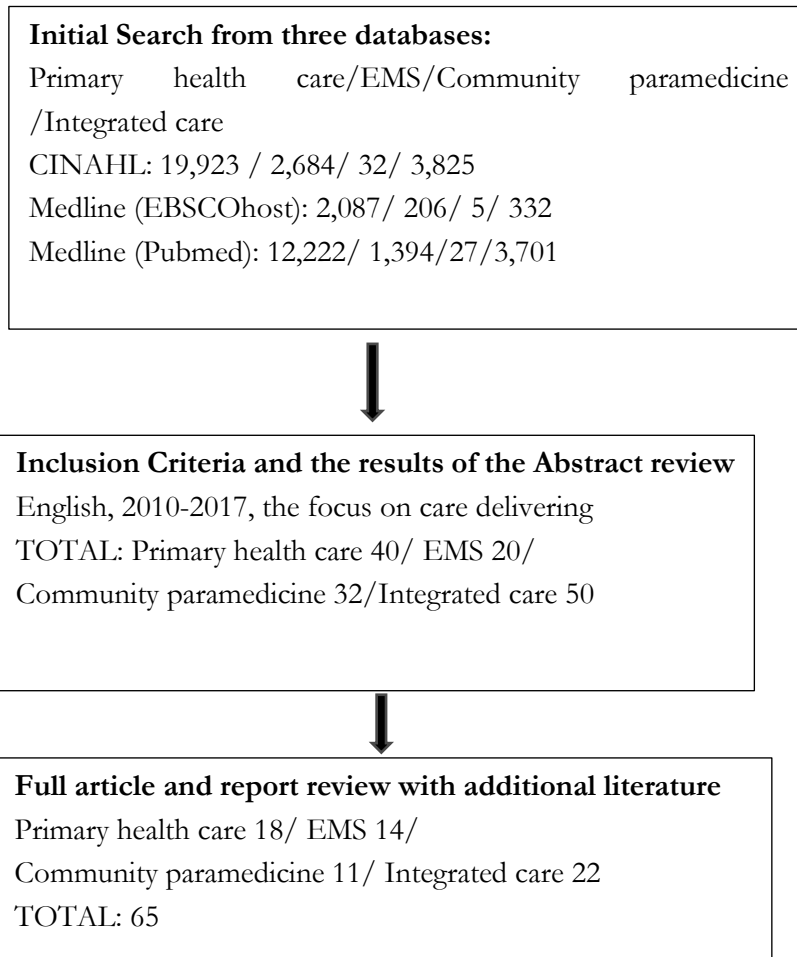 Initial Search from three databases:
Primary health care/EMS/Community paramedicine
/Integrated care
CINAHL: 19,923 / 2,684/ 32/ 3,825
Medline (EBSCOhost): 2,087/ 206/ 5/ 332
Medline (Pubmed): 12,222/ 1,394/27/3,701
Inclusion Criteria and the results of the Abstract review
English, 2010-2017, the focus on care delivering
TOTAL: Primary health care 40/ EMS 20/
Community paramedicine 32/Integrated care 50
Full article and report review with additional literature
Primary health care 18/ EMS 14/
Community paramedicine 11/ Integrated care 22
TOTAL: 65